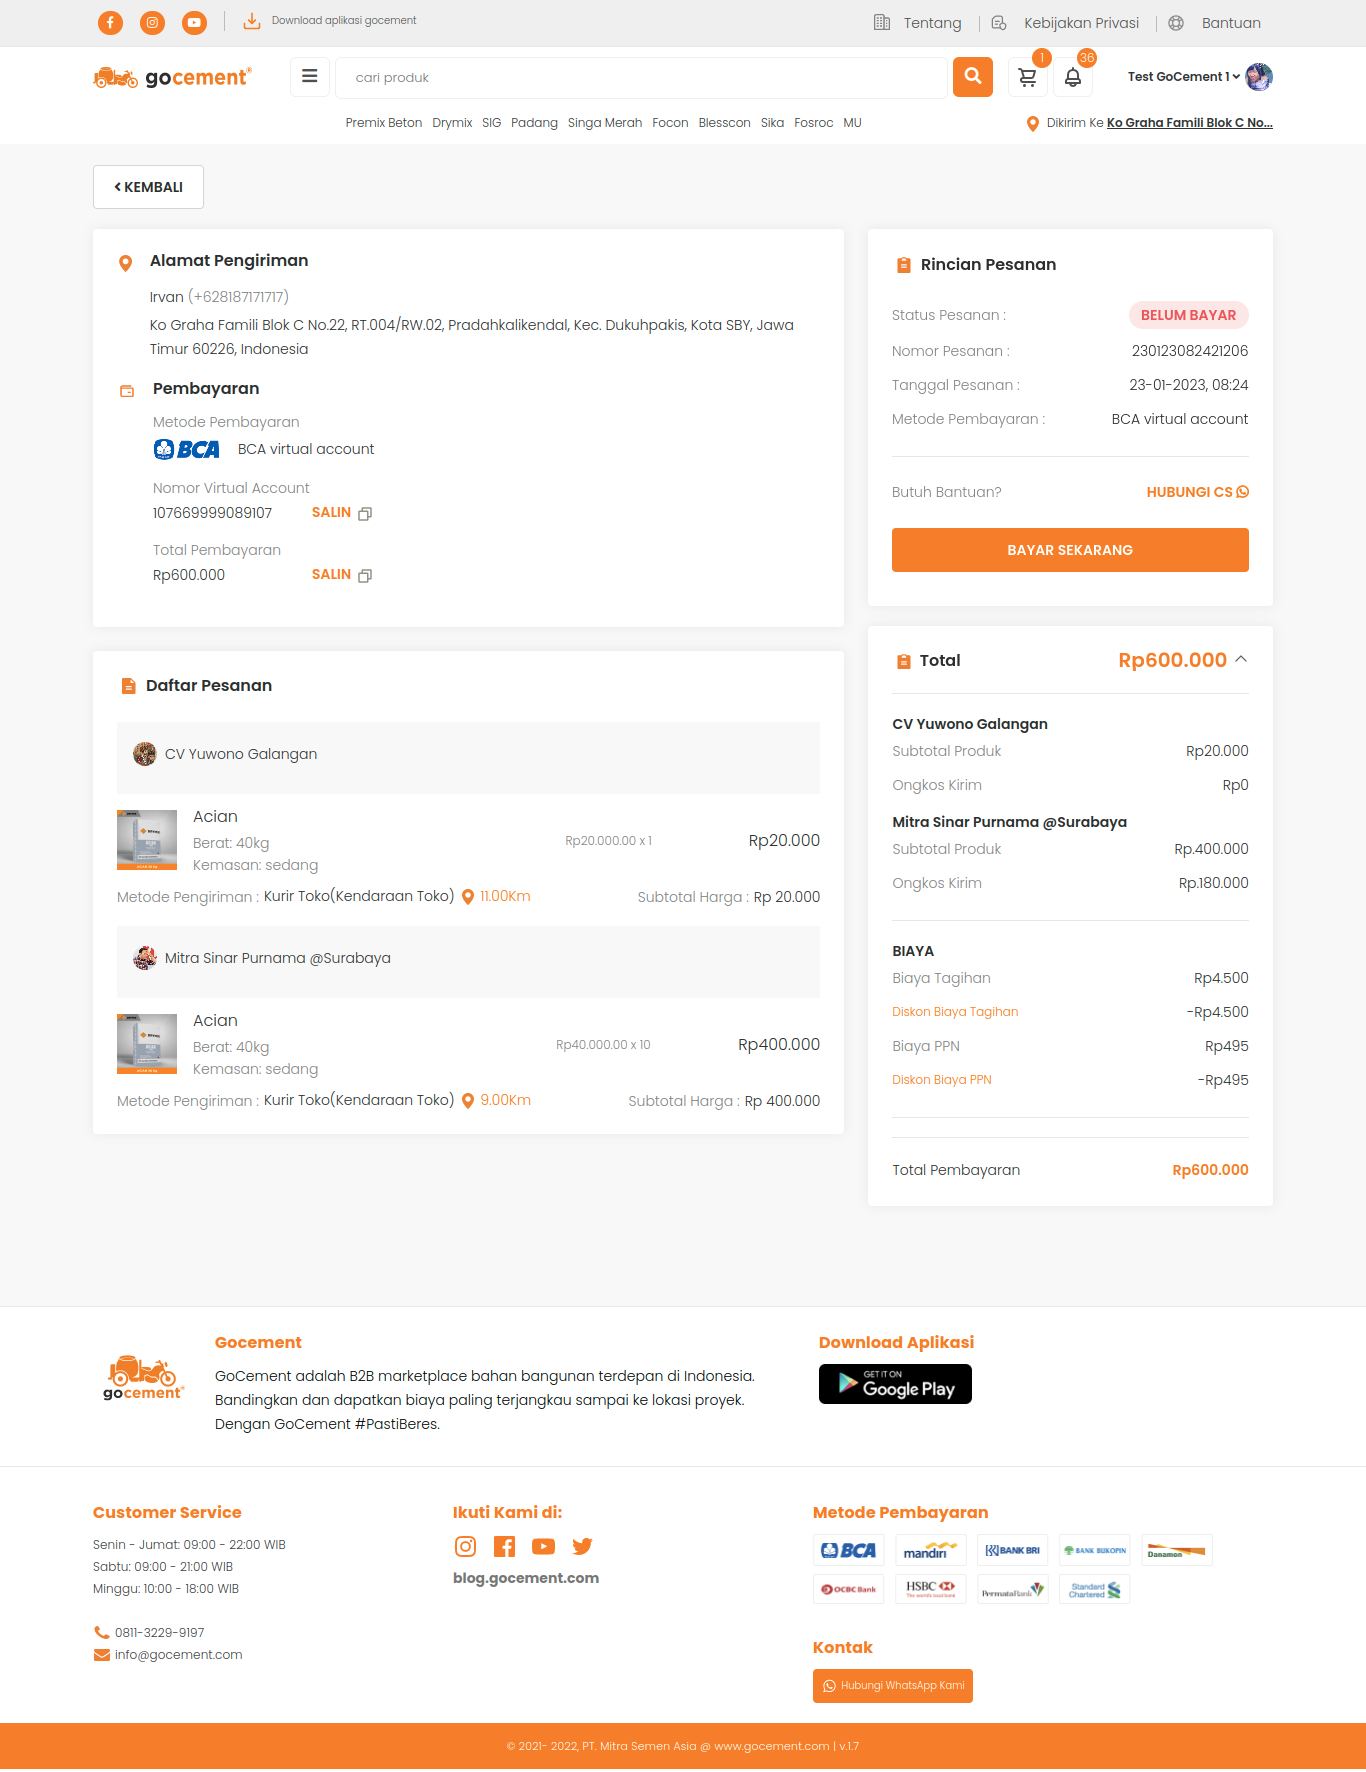 Download aplikasi gocement
Tentang
Kebijakan Privasi
Bantuan
gocement®
cari produk
1
36
Test GoCement 1
Premix Beton Drymix SIG Padang Singa Merah Focon Blesscon Sika Fosroc MU
Dikirim Ke Ko Graha Famili Blok C No...
KEMBALI
Alamat Pengiriman
Irvan (+628187171717)
Ko Graha Famili Blok C No.22, RT.004/RW.02, Pradahkalikendal, Kec. Dukuhpakis, Kota SBY, Jawa
Timur 60226, Indonesia
Pembayaran
Metode Pembayaran
BCA BCA virtual account
Nomor Virtual Account
107669999089107 SALIN
Total Pembayaran
Rp600.000 SALIN
Daftar Pesanan
CV Yuwono Galangan
Acian
Berat: 40kg
Kemasan: sedang
Rp20.000.00 x 1
Rp20.000
Metode Pengiriman : Kurir Toko(Kendaraan Toko) 11.00Km
Subtotal Harga : Rp 20.000
Mitra Sinar Purnama @Surabaya
Acian
Berat: 40kg
Kemasan: sedang
Rp40.000.00 x 10
Rp400.000
Metode Pengiriman : Kurir Toko(Kendaraan Toko) 9.00Km
Subtotal Harga : Rp 400.000
Rincian Pesanan
Status Pesanan : BELUM BAYAR
Nomor Pesanan : 230123082421206
Tanggal Pesanan : 23-01-2023, 08:24
Metode Pembayaran : BCA virtual account
Butuh Bantuan? HUBUNGI CS
BAYAR SEKARANG
Total Rp600.000
CV Yuwono Galangan
Subtotal Produk Rp20.000
Ongkos Kirim Rp0
Mitra Sinar Purnama @Surabaya
Subtotal Produk Rp.400.000
Ongkos Kirim Rp.180.000
BIAYA
Biaya Tagihan Rp4.500
Diskon Biaya Tagihan -Rp4.500
Biaya PPN Rp495
Diskon Biaya PPN -Rp495
Total Pembayaran Rp600.000
gocement®
Gocement
GoCement adalah B2B marketplace bahan bangunan terdepan di Indonesia.
Bandingkan dan dapatkan biaya paling terjangkau sampai ke lokasi proyek.
Dengan GoCement #PastiBeres.
Download Aplikasi
GET IT ON
Google Play
Customer Service
Senin - Jumat: 09:00 - 22:00 WIB
Sabtu: 09:00 - 21:00 WIB
Minggu: 10:00 - 18:00 WIB
0811-3229-9197
info@gocement.com
Ikuti Kami di:
blog.gocement.com
Metode Pembayaran
BCA mandiri BANK BRI BANK BUKOPIN Danamon
OCBC Bank HSBC PermataBank Standard Chartered
Kontak
Hubungi WhatsApp Kami
© 2021- 2022, PT. Mitra Semen Asia @ www.gocement.com | v.1.7